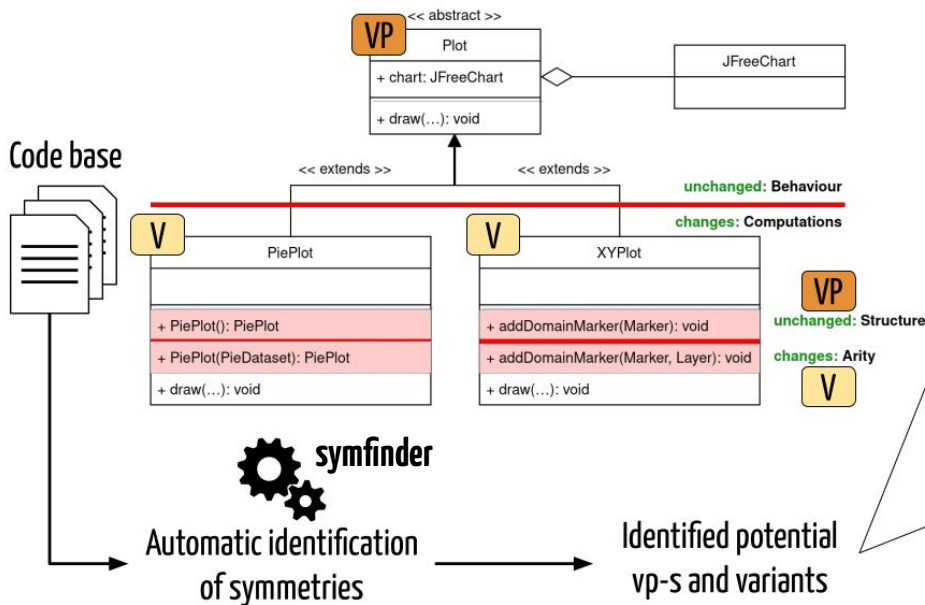 << abstract >>
VP
Plot
+ chart: JFreeChart
+ draw(...): void
JFreeChart
Code base
<< extends >>
<< extends >>
unchanged: Behaviour
changes: Computations
V
PiePlot
+ PiePlot(): PiePlot
+ PiePlot(PieDataset): PiePlot
+ draw(...): void
V
XYPlot
+ addDomainMarker(Marker): void
+ addDomainMarker(Marker, Layer): void
+ draw(...): void
VP
unchanged: Structure
changes: Arity
V
symfinder
Automatic identification
of symmetries
Identified potential
vp-s and variants